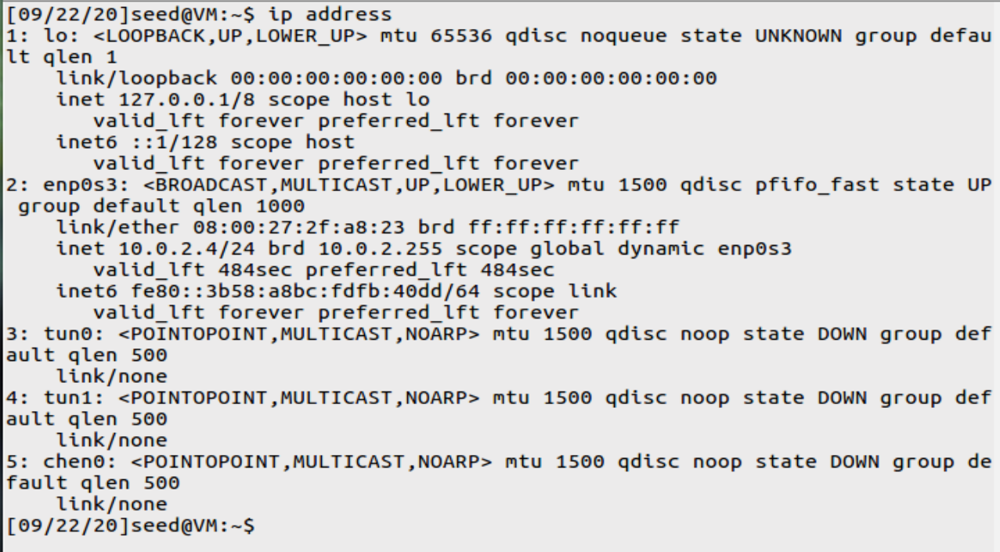 [09/22/20]seed@VM:~$ ip address
1: lo: <LOOPBACK,UP,LOWER_UP> mtu 65536 qdisc noqueue state UNKNOWN group defau
lt qlen 1
    link/loopback 00:00:00:00:00:00 brd 00:00:00:00:00:00
    inet 127.0.0.1/8 scope host lo
       valid_lft forever preferred_lft forever
    inet6 ::1/128 scope host
       valid_lft forever preferred_lft forever
2: enp0s3: <BROADCAST,MULTICAST,UP,LOWER_UP> mtu 1500 qdisc pfifo_fast state UP
 group default qlen 1000
    link/ether 08:00:27:2f:a8:23 brd ff:ff:ff:ff:ff:ff
    inet 10.0.2.4/24 brd 10.0.2.255 scope global dynamic enp0s3
       valid_lft 484sec preferred_lft 484sec
    inet6 fe80::3b58:a8bc:fdfb:40dd/64 scope link
       valid_lft forever preferred_lft forever
3: tun0: <POINTOPOINT,MULTICAST,NOARP> mtu 1500 qdisc noop state DOWN group def
ault qlen 500
    link/none
4: tun1: <POINTOPOINT,MULTICAST,NOARP> mtu 1500 qdisc noop state DOWN group def
ault qlen 500
    link/none
5: chen0: <POINTOPOINT,MULTICAST,NOARP> mtu 1500 qdisc noop state DOWN group de
fault qlen 500
    link/none
[09/22/20]seed@VM:~$